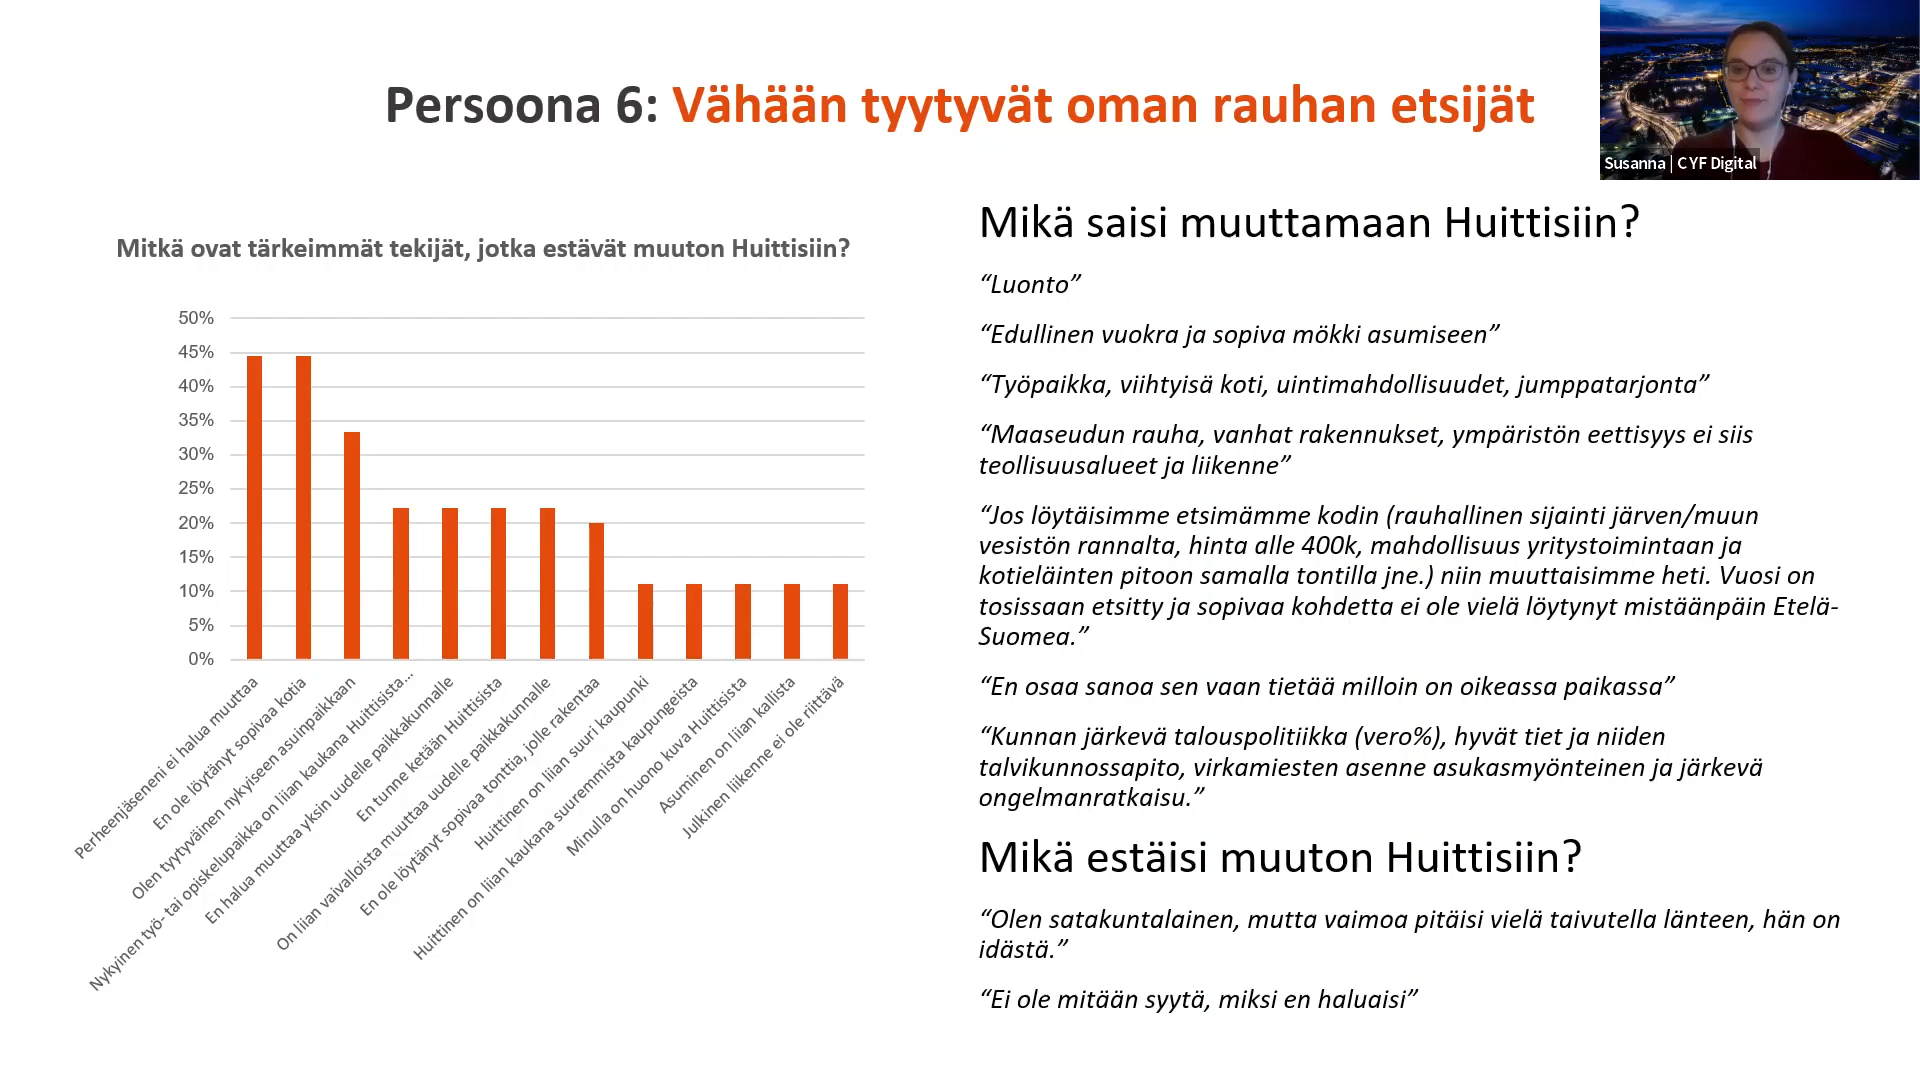 Persoona 6: Vähään tyytyvät oman rauhan etsijät
Susanna | CYF Digital
Mitkä ovat tärkeimmät tekijät, jotka estävät muuton Huittisiin?
50%
45%
40%
35%
30%
25%
20%
15%
10%
5%
0%
Perheenjäseneni ei halua muuttaa
En ole löytänyt sopivaa kotia
Olen tyytyväinen nykyiseen asuinpaikkaan
Nykyinen työ- tai opiskelupaikka on liian kaukana Huittisista...
En halua muuttaa yksin uudelle paikkakunnalle
En tunne ketään Huittisista
On liian vaivalloista muuttaa uudelle paikkakunnalle
En ole löytänyt sopivaa tonttia, jolle rakentaa
Huittinen on liian suuri kaupunki
Huittinen on liian kaukana suuremmista kaupungeista
Minulla on huono kuva Huittisista
Asuminen on liian kallista
Julkinen liikenne ei ole riittävä
Mikä saisi muuttamaan Huittisiin?
“Luonto”
“Edullinen vuokra ja sopiva mökki asumiseen”
“Työpaikka, viihtyisä koti, uintimahdollisuudet, jumppatarjonta”
“Maaseudun rauha, vanhat rakennukset, ympäristön eettisyys ei siis
teollisuusalueet ja liikenne”
“Jos löytäisimme etsimämme kodin (rauhallinen sijainti järven/muun
vesistön rannalta, hinta alle 400k, mahdollisuus yritystoimintaan ja
kotieläinten pitoon samalla tontilla jne.) niin muuttaisimme heti. Vuosi on
tosissaan etsitty ja sopivaa kohdetta ei ole vielä löytynyt mistäänpäin Etelä-
Suomea.”
“En osaa sanoa sen vaan tietää milloin on oikeassa paikassa”
“Kunnan järkevä talouspolitiikka (vero%), hyvät tiet ja niiden
talvikunnossapito, virkamiesten asenne asukasmyönteinen ja järkevä
ongelmanratkaisu.”
Mikä estäisi muuton Huittisiin?
“Olen satakuntalainen, mutta vaimoa pitäisi vielä taivutella länteen, hän on
idästä.”
“Ei ole mitään syytä, miksi en haluaisi”